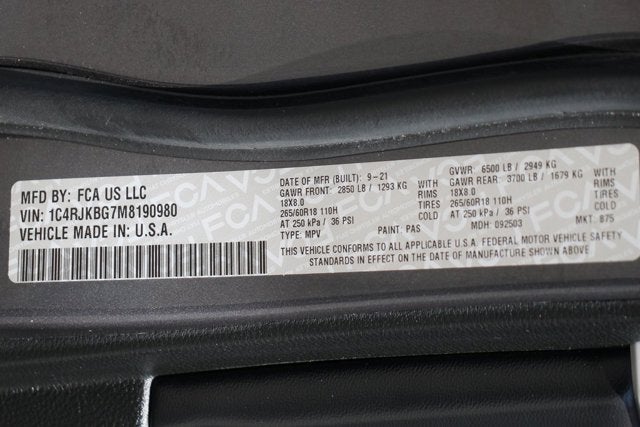 MFD BY: FCA US LLC
VIN: 1C4RJKBG7M8190980
VEHICLE MADE IN: U.S.A.
DATE OF MFR (BUILT): 9-21 GVWR: 6500 LB / 2949 KG
GAWR FRONT: 2850 LB / 1293 KG WITH GAWR REAR: 3700 LB / 1679 KG WITH
18X8.0 RIMS 18X8.0 RIMS
265/60R18 110H TIRES 265/60R18 110H TIRES
AT 250 kPa / 36 PSI COLD AT 250 kPa / 36 PSI COLD
TYPE: MPV PAINT: PAS MDH: 092503 MKT: B75
THIS VEHICLE CONFORMS TO ALL APPLICABLE U.S.A. FEDERAL MOTOR VEHICLE SAFETY
STANDARDS IN EFFECT ON THE DATE OF MANUFACTURE SHOWN ABOVE